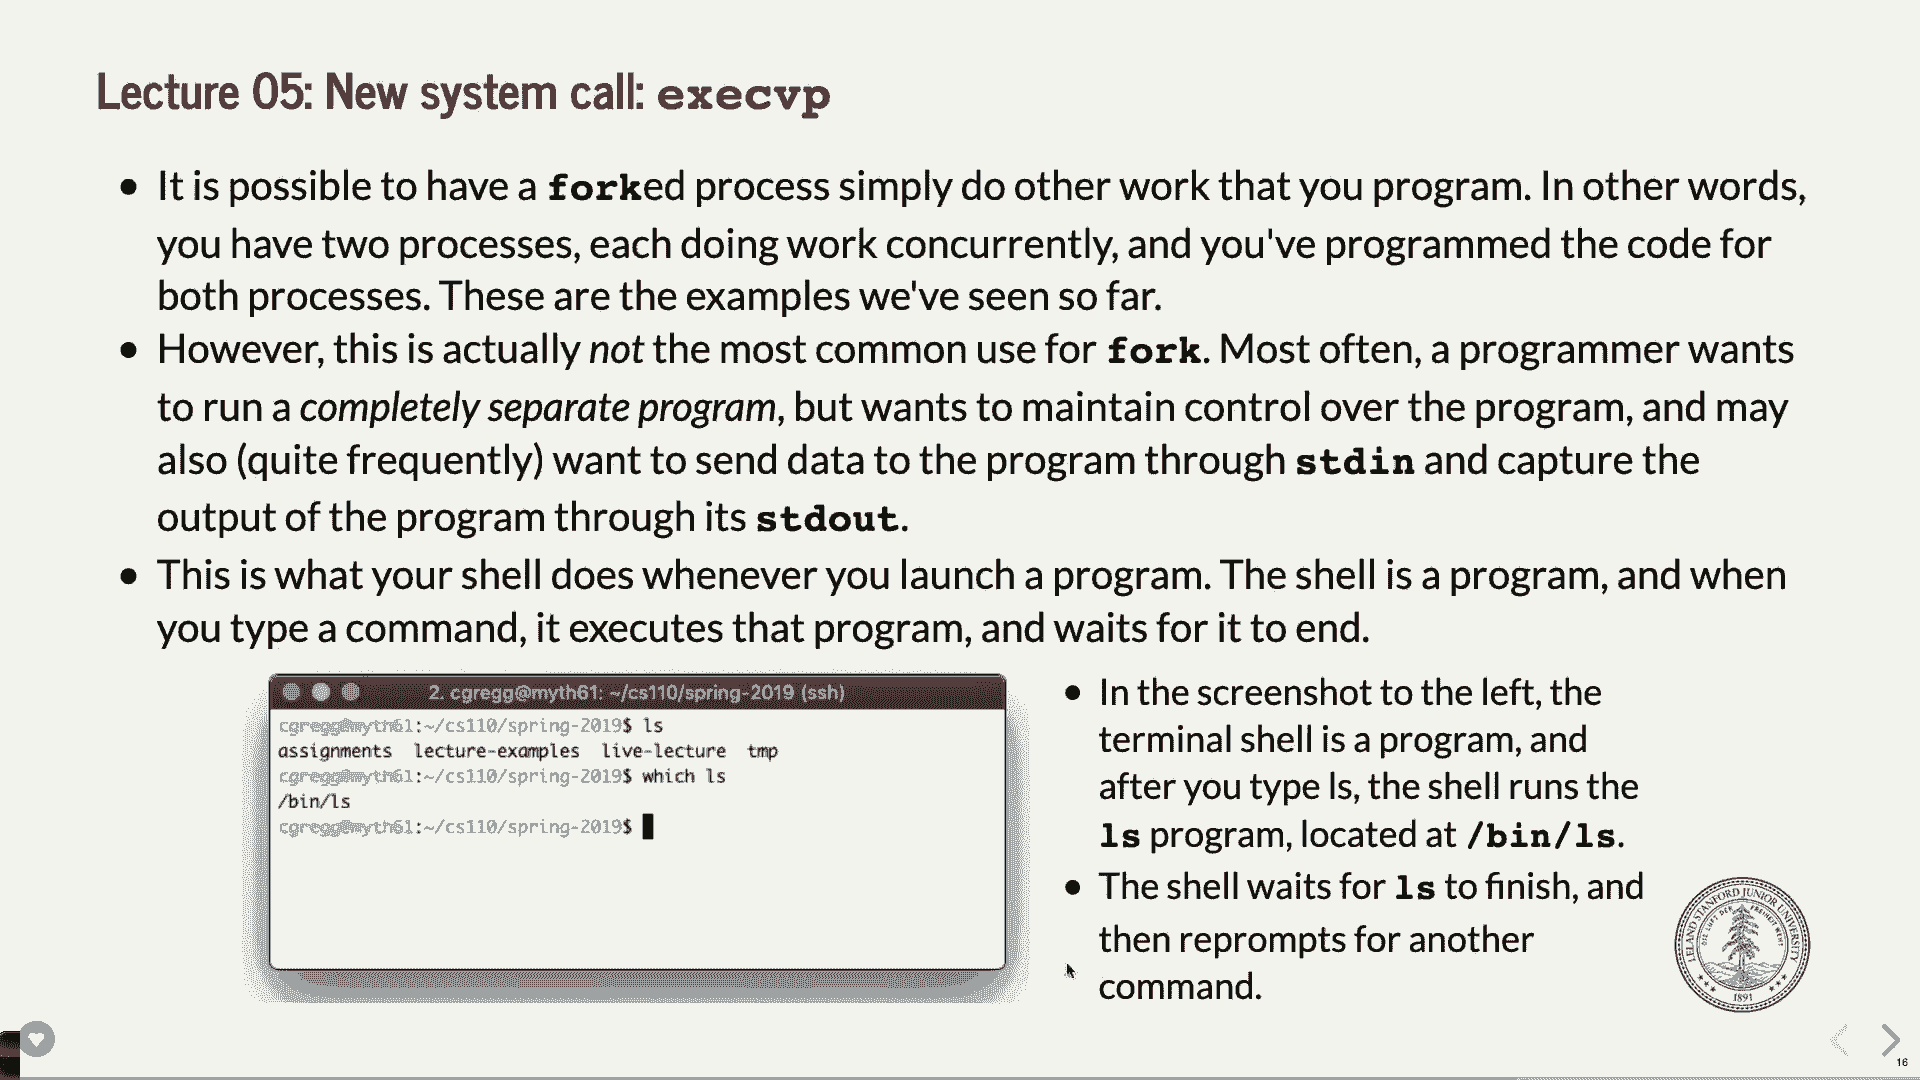 Lecture 05: New system call: execvp
• It is possible to have a forked process simply do other work that you program. In other words,
you have two processes, each doing work concurrently, and you've programmed the code for
both processes. These are the examples we've seen so far.
• However, this is actually not the most common use for fork. Most often, a programmer wants
to run a completely separate program, but wants to maintain control over the program, and may
also (quite frequently) want to send data to the program through stdin and capture the
output of the program through its stdout.
• This is what your shell does whenever you launch a program. The shell is a program, and when
you type a command, it executes that program, and waits for it to end.
2. cgregg@myth61: ~/cs110/spring-2019 (ssh)
cgregg@myth61:~/cs110/spring-2019$ ls
assignments lecture-examples live-lecture tmp
cgregg@myth61:~/cs110/spring-2019$ which ls
/bin/ls
cgregg@myth61:~/cs110/spring-2019$
• In the screenshot to the left, the
terminal shell is a program, and
after you type ls, the shell runs the
ls program, located at /bin/ls.
• The shell waits for ls to finish, and
then reprompts for another
command.
LELAND STANFORD JUNIOR UNIVERSITY
DIE LUFT DER FREIHEIT WEHT
1891
16